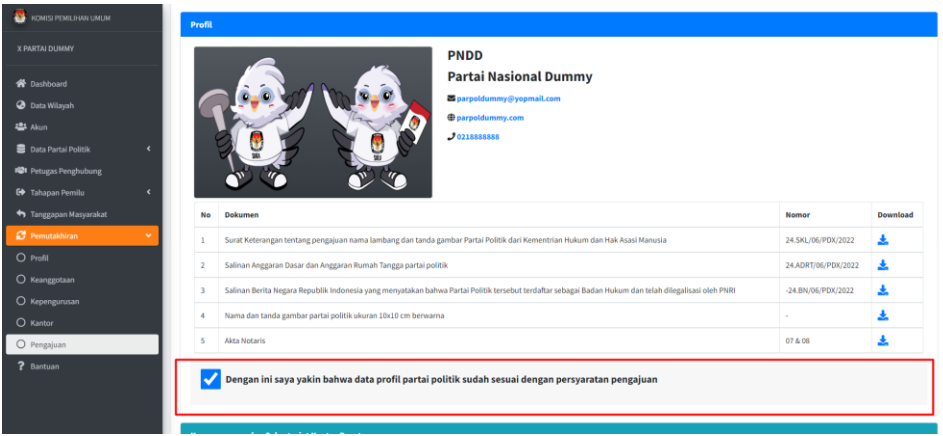 KOMISI PEMILIHAN UMUM
X PARTAI DUMMY
Dashboard
Data Wilayah
Akun
Data Partai Politik
Petugas Penghubung
Tahapan Pemilu
Tanggapan Masyarakat
Pemutakhiran
Profil
Keanggotaan
Kepengurusan
Kantor
Pengajuan
Bantuan
Profil
PNDD
Partai Nasional Dummy
parpoldummy@yopmail.com
parpoldummy.com
0218888888
No Dokumen Nomor Download
1 Surat Keterangan tentang pengajuan nama lambang dan tanda gambar Partai Politik dari Kementrian Hukum dan Hak Asasi Manusia 24.SKL/06/PDX/2022
2 Salinan Anggaran Dasar dan Anggaran Rumah Tangga partai politik 24.ADRT/06/PDX/2022
3 Salinan Berita Negara Republik Indonesia yang menyatakan bahwa Partai Politik tersebut terdaftar sebagai Badan Hukum dan telah dilegalisasi oleh PNRI -24.BN/06/PDX/2022
4 Nama dan tanda gambar partai politik ukuran 10x10 cm berwarna -
5 Akta Notaris 07 & 08
Dengan ini saya yakin bahwa data profil partai politik sudah sesuai dengan persyaratan pengajuan